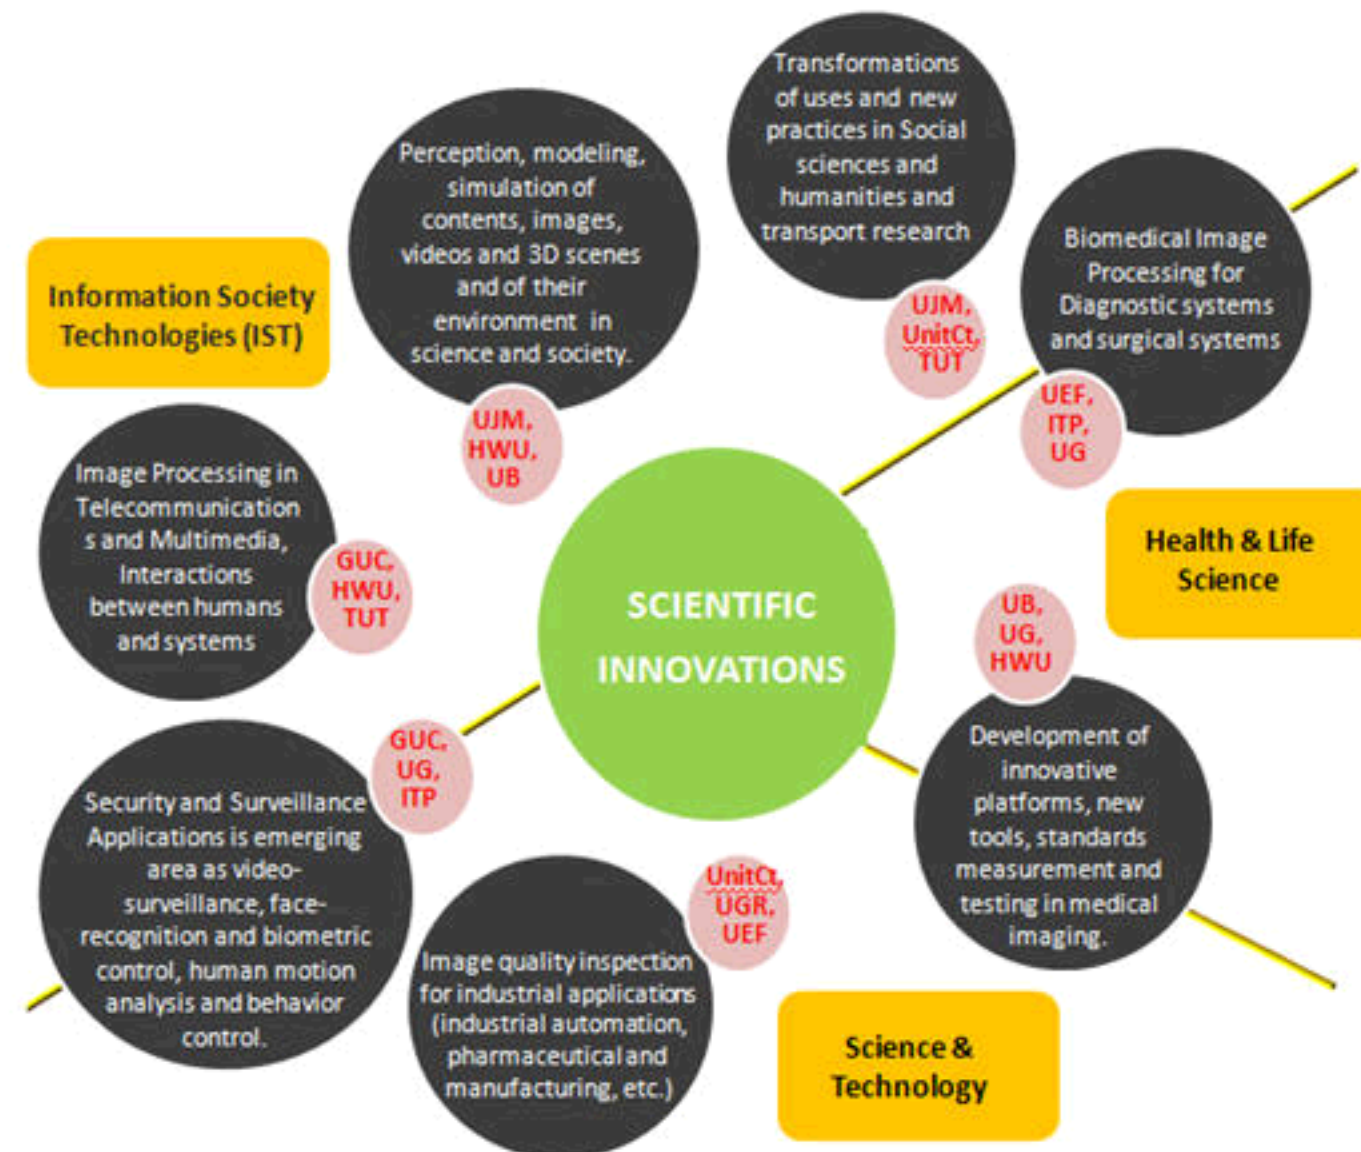 Transformations
of uses and new
practices in Social
sciences and
humanities and
transport research
UJM,
UnitCt,
TUT
Perception, modeling,
simulation of
contents, images,
videos and 3D scenes
and of their
environment in
science and society.
UJM,
HWU,
UB
Biomedical Image
Processing for
Diagnostic systems
and surgical systems
UEF,
ITP,
UG
Information Society
Technologies (IST)
Image Processing in
Telecommunication
s and Multimedia,
Interactions
between humans
and systems
GUC,
HWU,
TUT
SCIENTIFIC
INNOVATIONS
Health & Life
Science
UB,
UG,
HWU
Development of
innovative
platforms, new
tools, standards
measurement and
testing in medical
imaging.
GUC,
UG,
ITP
Security and Surveillance
Applications is emerging
area as video-
surveillance, face-
recognition and biometric
control, human motion
analysis and behavior
control.
UnitCt,
UGR,
UEF
Image quality inspection
for industrial applications
(industrial automation,
pharmaceutical and
manufacturing, etc.)
Science &
Technology